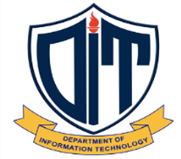 DIT
DEPARTMENT OF
INFORMATION TECHNOLOGY